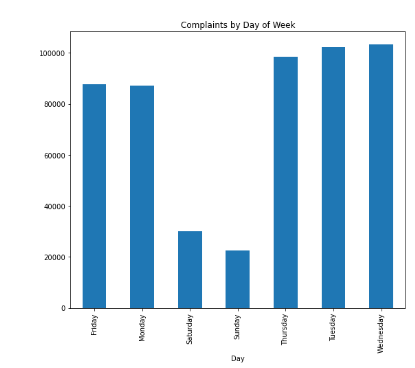 Complaints by Day of Week
100000
80000
60000
40000
20000
0
Friday
Monday
Saturday
Sunday
Thursday
Tuesday
Wednesday
Day